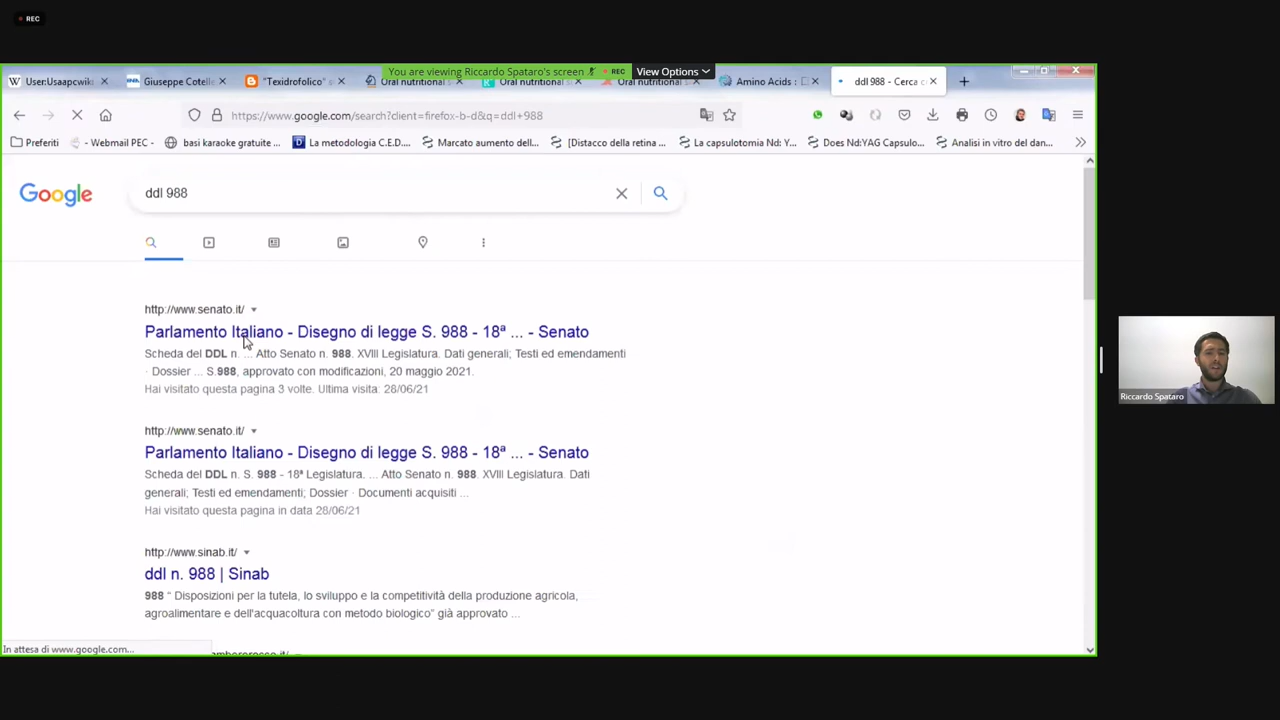 REC
User:Usaapcwik
Giuseppe Cotelle
"Texidrofolico" s
Oral nutritional s
Oral nutritional s
Oral nutritional s
Amino Acids : D
ddl 988 - Cerca c
You are viewing Riccardo Spataro's screen
REC
View Options
https://www.google.com/search?client=firefox-b-d&q=ddl+988
Preferiti
- Webmail PEC -
basi karaoke gratuite ...
La metodologia C.E.D....
Marcato aumento dell...
[Distacco della retina ...
La capsulotomia Nd: Y...
Does Nd:YAG Capsulo...
Analisi in vitro del dan...
Google
ddl 988
http://www.senato.it/
Parlamento Italiano - Disegno di legge S. 988 - 18ª ... - Senato
Scheda del DDL n. ... Atto Senato n. 988. XVIII Legislatura. Dati generali; Testi ed emendamenti
· Dossier ... S.988, approvato con modificazioni, 20 maggio 2021.
Hai visitato questa pagina 3 volte. Ultima visita: 28/06/21
http://www.senato.it/
Parlamento Italiano - Disegno di legge S. 988 - 18ª ... - Senato
Scheda del DDL n. S. 988 - 18ª Legislatura. ... Atto Senato n. 988. XVIII Legislatura. Dati
generali; Testi ed emendamenti; Dossier · Documenti acquisiti ...
Hai visitato questa pagina in data 28/06/21
http://www.sinab.it/
ddl n. 988 | Sinab
988 " Disposizioni per la tutela, lo sviluppo e la competitività della produzione agricola,
agroalimentare e dell'acquacoltura con metodo biologico" già approvato ...
In attesa di www.google.com...
Riccardo Spataro